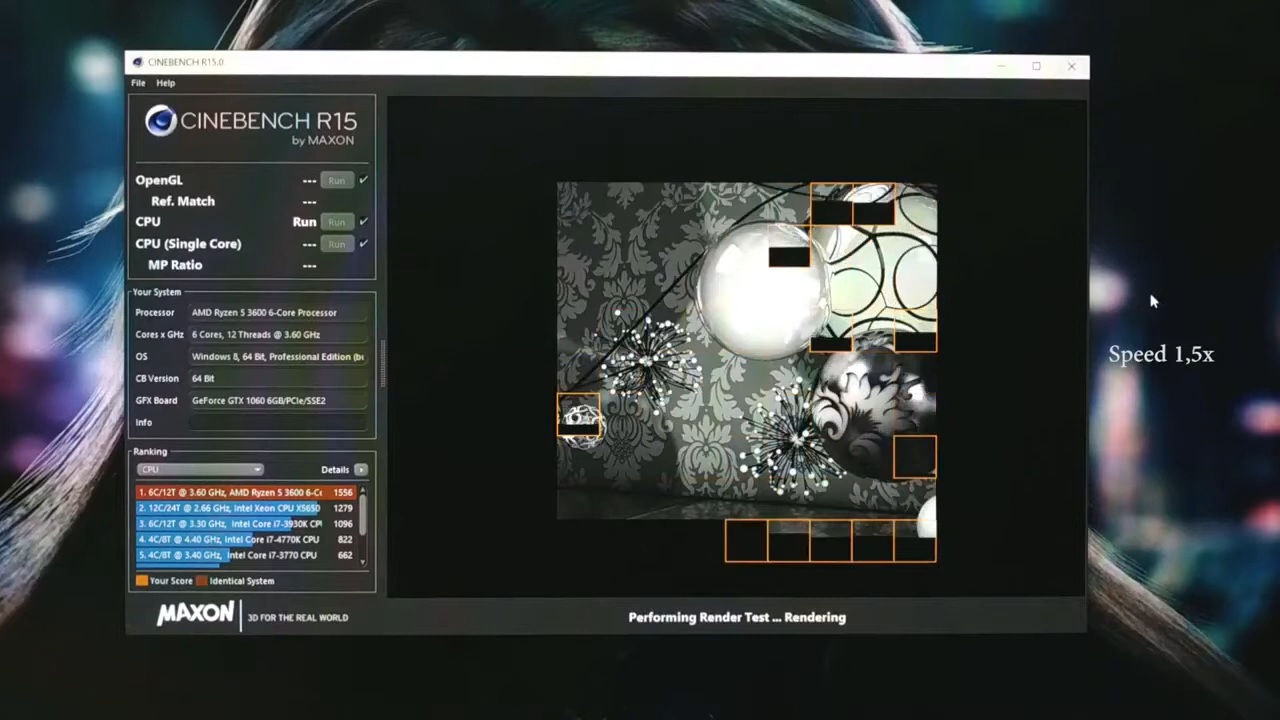 CINEBENCH R15.0
File Help
CINEBENCH R15
by MAXON
OpenGL --- Run
Ref. Match ---
CPU Run Run
CPU (Single Core) --- Run
MP Ratio ---
Your System
Processor AMD Ryzen 5 3600 6-Core Processor
Cores x GHz 6 Cores, 12 Threads @ 3.60 GHz
OS Windows 8, 64 Bit, Professional Edition (bu
CB Version 64 Bit
GFX Board GeForce GTX 1060 6GB/PCIe/SSE2
Info
Ranking
CPU Details
1. 6C/12T @ 3.60 GHz, AMD Ryzen 5 3600 6-Co 1556
2. 12C/24T @ 2.66 GHz, Intel Xeon CPU X5650 1279
3. 6C/12T @ 3.30 GHz, Intel Core i7-3930K CPU 1096
4. 4C/8T @ 4.40 GHz, Intel Core i7-4770K CPU 822
5. 4C/8T @ 3.40 GHz, Intel Core i7-3770 CPU 662
Your Score Identical System
MAXON 3D FOR THE REAL WORLD
Performing Render Test ... Rendering
Speed 1,5x